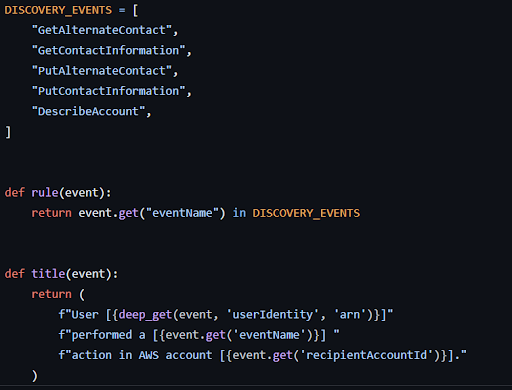 DISCOVERY_EVENTS = [
    "GetAlternateContact",
    "GetContactInformation",
    "PutAlternateContact",
    "PutContactInformation",
    "DescribeAccount",
]
def rule(event):
    return event.get("eventName") in DISCOVERY_EVENTS
def title(event):
    return (
        f"User [{deep_get(event, 'userIdentity', 'arn')}]"
        f"performed a [{event.get('eventName')}] "
        f"action in AWS account [{event.get('recipientAccountId')}]."
    )